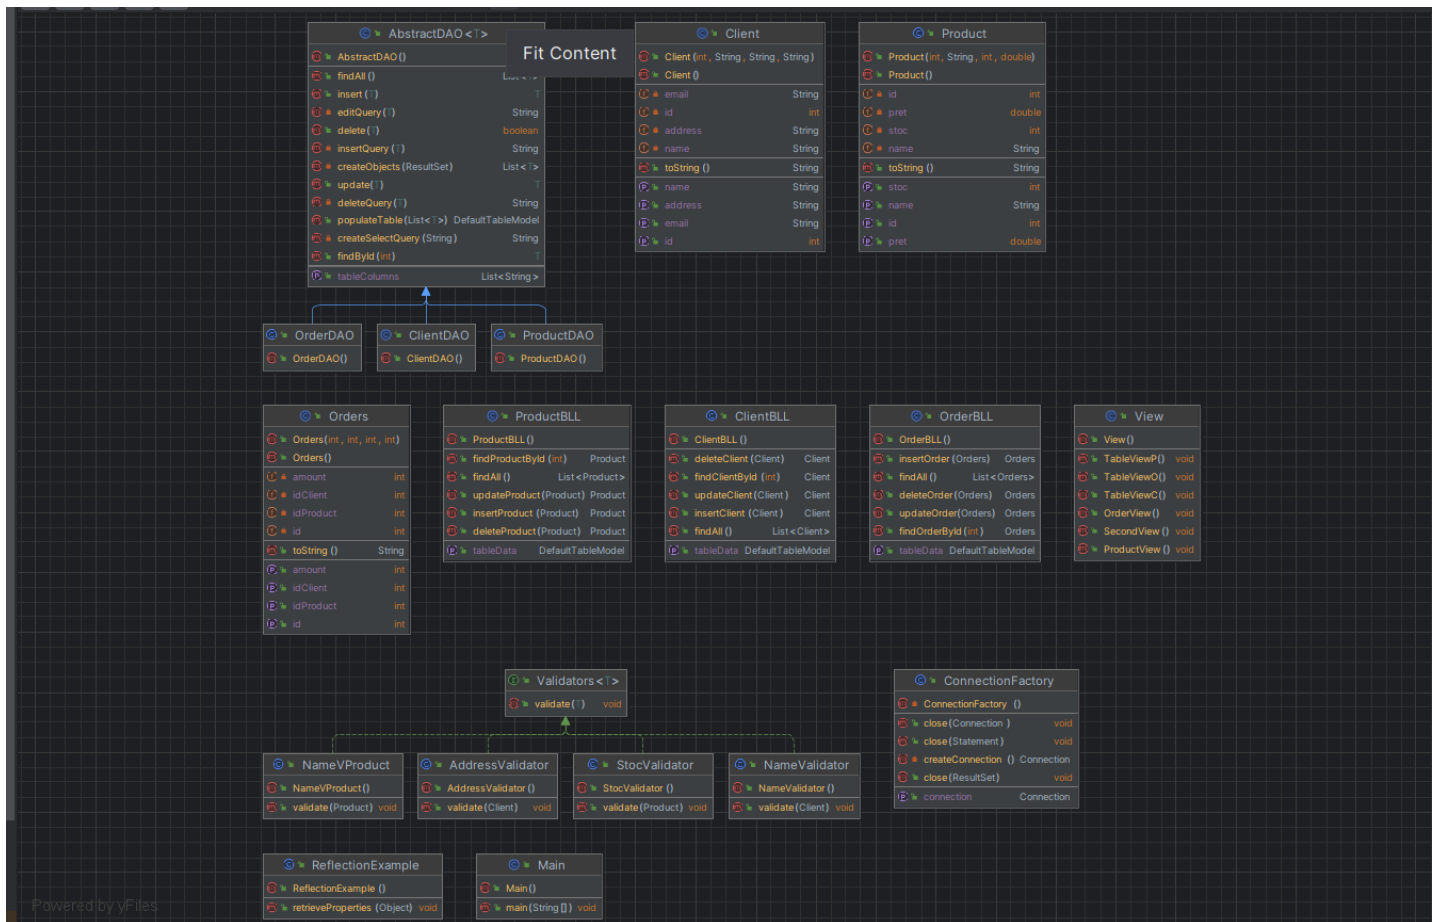 AbstractDAO<T>
AbstractDAO()
findAll() List<T>
insert(T) T
editQuery(T) String
delete(T) boolean
insertQuery(T) String
createObjects(ResultSet) List<T>
update(T) T
deleteQuery(T) String
populateTable(List<T>) DefaultTableModel
createSelectQuery(String) String
findById(int) T
tableColumns List<String>
Fit Content
Client
Client(int, String, String, String)
Client()
email String
id int
address String
name String
toString() String
name String
address String
email String
id int
Product
Product(int, String, int, double)
Product()
id int
pret double
stoc int
name String
toString() String
stoc int
name String
id int
pret double
OrderDAO
OrderDAO()
ClientDAO
ClientDAO()
ProductDAO
ProductDAO()
Orders
Orders(int, int, int, int)
Orders()
amount int
idClient int
idProduct int
id int
toString() String
amount int
idClient int
idProduct int
id int
ProductBLL
ProductBLL()
findProductById(int) Product
findAll() List<Product>
updateProduct(Product) Product
insertProduct(Product) Product
deleteProduct(Product) Product
tableData DefaultTableModel
ClientBLL
ClientBLL()
deleteClient(Client) Client
findClientById(int) Client
updateClient(Client) Client
insertClient(Client) Client
findAll() List<Client>
tableData DefaultTableModel
OrderBLL
OrderBLL()
insertOrder(Orders) Orders
findAll() List<Orders>
deleteOrder(Orders) Orders
updateOrder(Orders) Orders
findOrderById(int) Orders
tableData DefaultTableModel
View
View()
TableViewP() void
TableViewO() void
TableViewC() void
OrderView() void
SecondView() void
ProductView() void
Validators<T>
validate(T) void
ConnectionFactory
ConnectionFactory()
close(Connection) void
close(Statement) void
createConnection() Connection
close(ResultSet) void
connection Connection
NameVProduct
NameVProduct()
validate(Product) void
AddressValidator
AddressValidator()
validate(Client) void
StocValidator
StocValidator()
validate(Product) void
NameValidator
NameValidator()
validate(Client) void
ReflectionExample
ReflectionExample()
retrieveProperties(Object) void
Main
Main()
main(String[]) void
Powered by yFiles